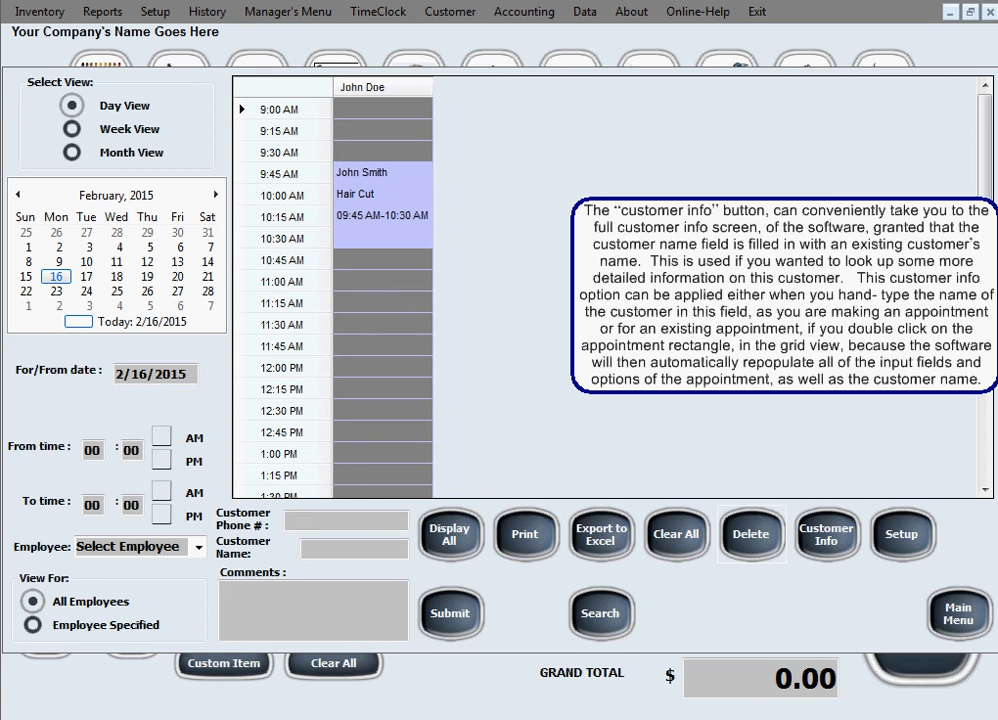 Inventory Reports Setup History Manager's Menu TimeClock Customer Accounting Data About Online-Help Exit
Your Company's Name Goes Here
Select View:
Day View
Week View
Month View
February, 2015
Sun Mon Tue Wed Thu Fri Sat
25 26 27 28 29 30 31
1 2 3 4 5 6 7
8 9 10 11 12 13 14
15 16 17 18 19 20 21
22 23 24 25 26 27 28
1 2 3 4 5 6 7
Today: 2/16/2015
For/From date : 2/16/2015
From time : 00 : 00 AM
PM
To time : 00 : 00 AM
PM
Employee: Select Employee
View For:
All Employees
Employee Specified
John Doe
9:00 AM
9:15 AM
9:30 AM
9:45 AM John Smith
10:00 AM Hair Cut
10:15 AM 09:45 AM-10:30 AM
10:30 AM
10:45 AM
11:00 AM
11:15 AM
11:30 AM
11:45 AM
12:00 PM
12:15 PM
12:30 PM
12:45 PM
1:00 PM
1:15 PM
1:30 PM
The "customer info" button, can conveniently take you to the
full customer info screen, of the software, granted that the
customer name field is filled in with an existing customer's
name. This is used if you wanted to look up some more
detailed information on this customer. This customer info
option can be applied either when you hand- type the name of
the customer in this field, as you are making an appointment
or for an existing appointment, if you double click on the
appointment rectangle, in the grid view, because the software
will then automatically repopulate all of the input fields and
options of the appointment, as well as the customer name.
Customer
Phone # :
Customer
Name:
Comments :
Display
All
Print
Export to
Excel
Clear All
Delete
Customer
Info
Setup
Submit
Search
Main
Menu
Custom Item
Clear All
GRAND TOTAL $ 0.00